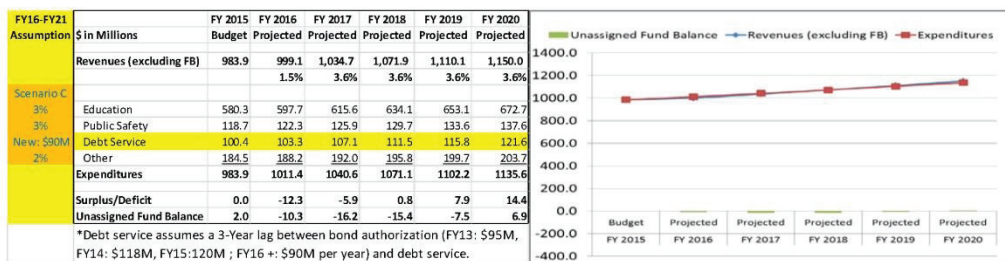 FY16-FY21 FY 2015 FY 2016 FY 2017 FY 2018 FY 2019 FY 2020
Assumption $ in Millions Budget Projected Projected Projected Projected Projected
Revenues (excluding FB) 983.9 999.1 1,034.7 1,071.9 1,110.1 1,150.0
1.5% 3.6% 3.6% 3.6% 3.6%
Scenario C
3% Education 580.3 597.7 615.6 634.1 653.1 672.7
3% Public Safety 118.7 122.3 125.9 129.7 133.6 137.6
New: $90M Debt Service 100.4 103.3 107.1 111.5 115.8 121.6
2% Other 184.5 188.2 192.0 195.8 199.7 203.7
Expenditures 983.9 1011.4 1040.6 1071.1 1102.2 1135.6
Surplus/Deficit 0.0 -12.3 -5.9 0.8 7.9 14.4
Unassigned Fund Balance 2.0 -10.3 -16.2 -15.4 -7.5 6.9
*Debt service assumes a 3-Year lag between bond authorization (FY13: $95M,
FY14: $118M, FY15:120M ; FY16 +: $90M per year) and debt service.
Unassigned Fund Balance Revenues (excluding FB) Expenditures
1400.0
1200.0
1000.0
800.0
600.0
400.0
200.0
0.0
-200.0
-400.0
Budget Projected Projected Projected Projected Projected
FY 2015 FY 2016 FY 2017 FY 2018 FY 2019 FY 2020